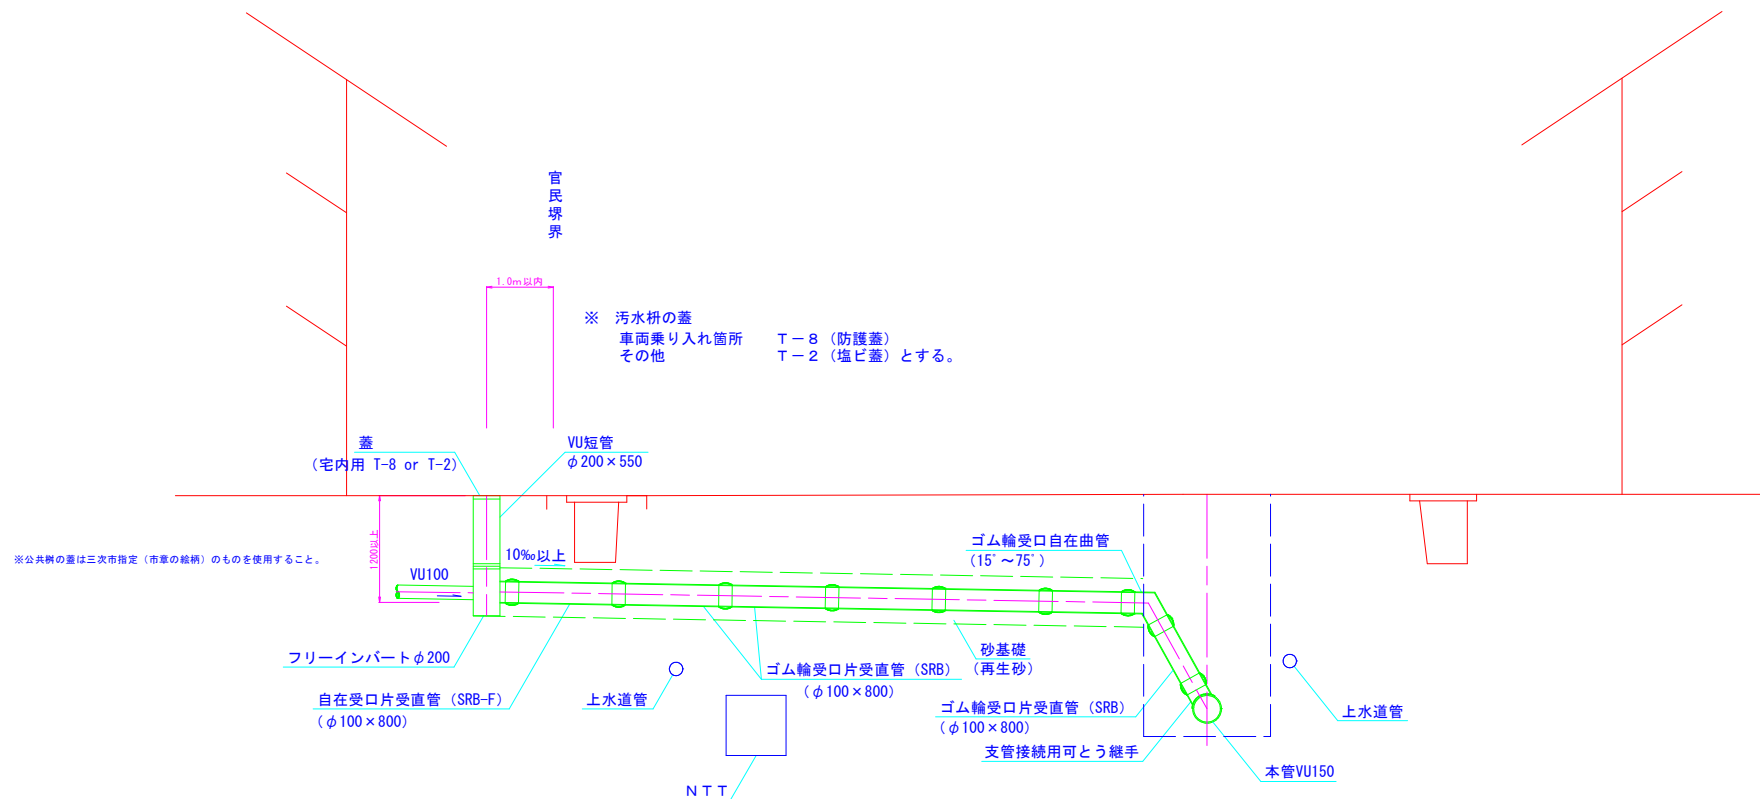 官民堺界
1.0m以内
※　汚水枡の蓋
車両乗り入れ箇所　　Ｔ－８（防護蓋）
その他　　　　　　　Ｔ－２（塩ビ蓋）とする。
蓋
（宅内用 T-8 or T-2）
VU短管
φ200×550
1200以上
※公共桝の蓋は三次市指定（市章の絵柄）のものを使用すること。
10‰以上
VU100
ゴム輪受口自在曲管
(15°～75°)
フリーインバートφ200
自在受口片受直管（SRB-F）
（φ100×800）
上水道管
ゴム輪受口片受直管（SRB）
（φ100×800）
砂基礎
（再生砂）
ゴム輪受口片受直管（SRB）
（φ100×800）
支管接続用可とう継手
上水道管
本管VU150
ＮＴＴ